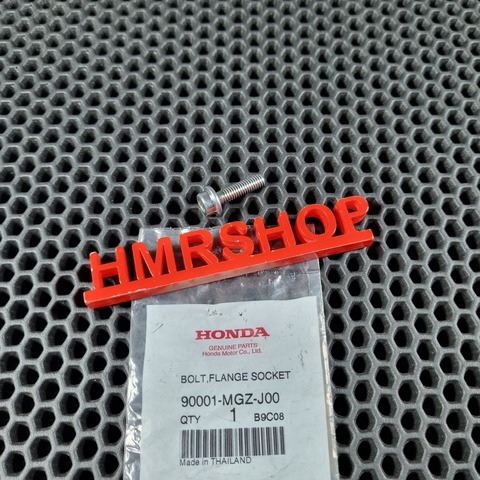 HMRSHOP
HONDA
GENUINE PARTS
Honda Motor Co., Ltd.
BOLT,FLANGE SOCKET
90001-MGZ-J00
QTY 1 B9C08
Made in THAILAND